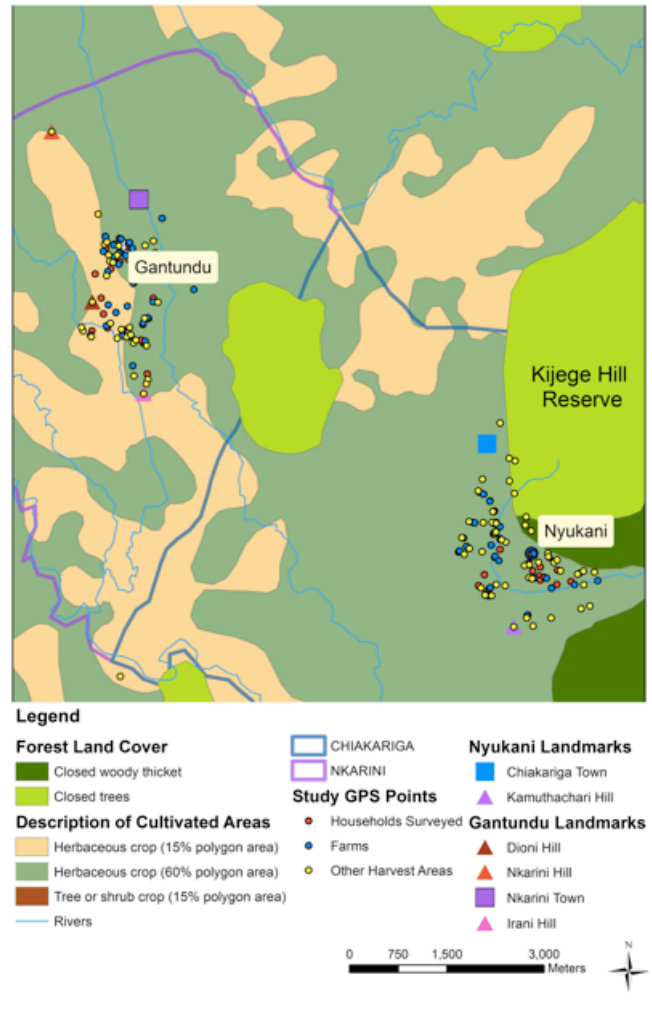 Gantundu
Kijege Hill
Reserve
Nyukani
Legend
Forest Land Cover
Closed woody thicket
Closed trees
Description of Cultivated Areas
Herbaceous crop (15% polygon area)
Herbaceous crop (60% polygon area)
Tree or shrub crop (15% polygon area)
Rivers
CHIAKARIGA
NKARINI
Study GPS Points
Households Surveyed
Farms
Other Harvest Areas
Nyukani Landmarks
Chiakariga Town
Kamuthachari Hill
Gantundu Landmarks
Dioni Hill
Nkarini Hill
Nkarini Town
Irani Hill
0 750 1,500 3,000
Meters
N